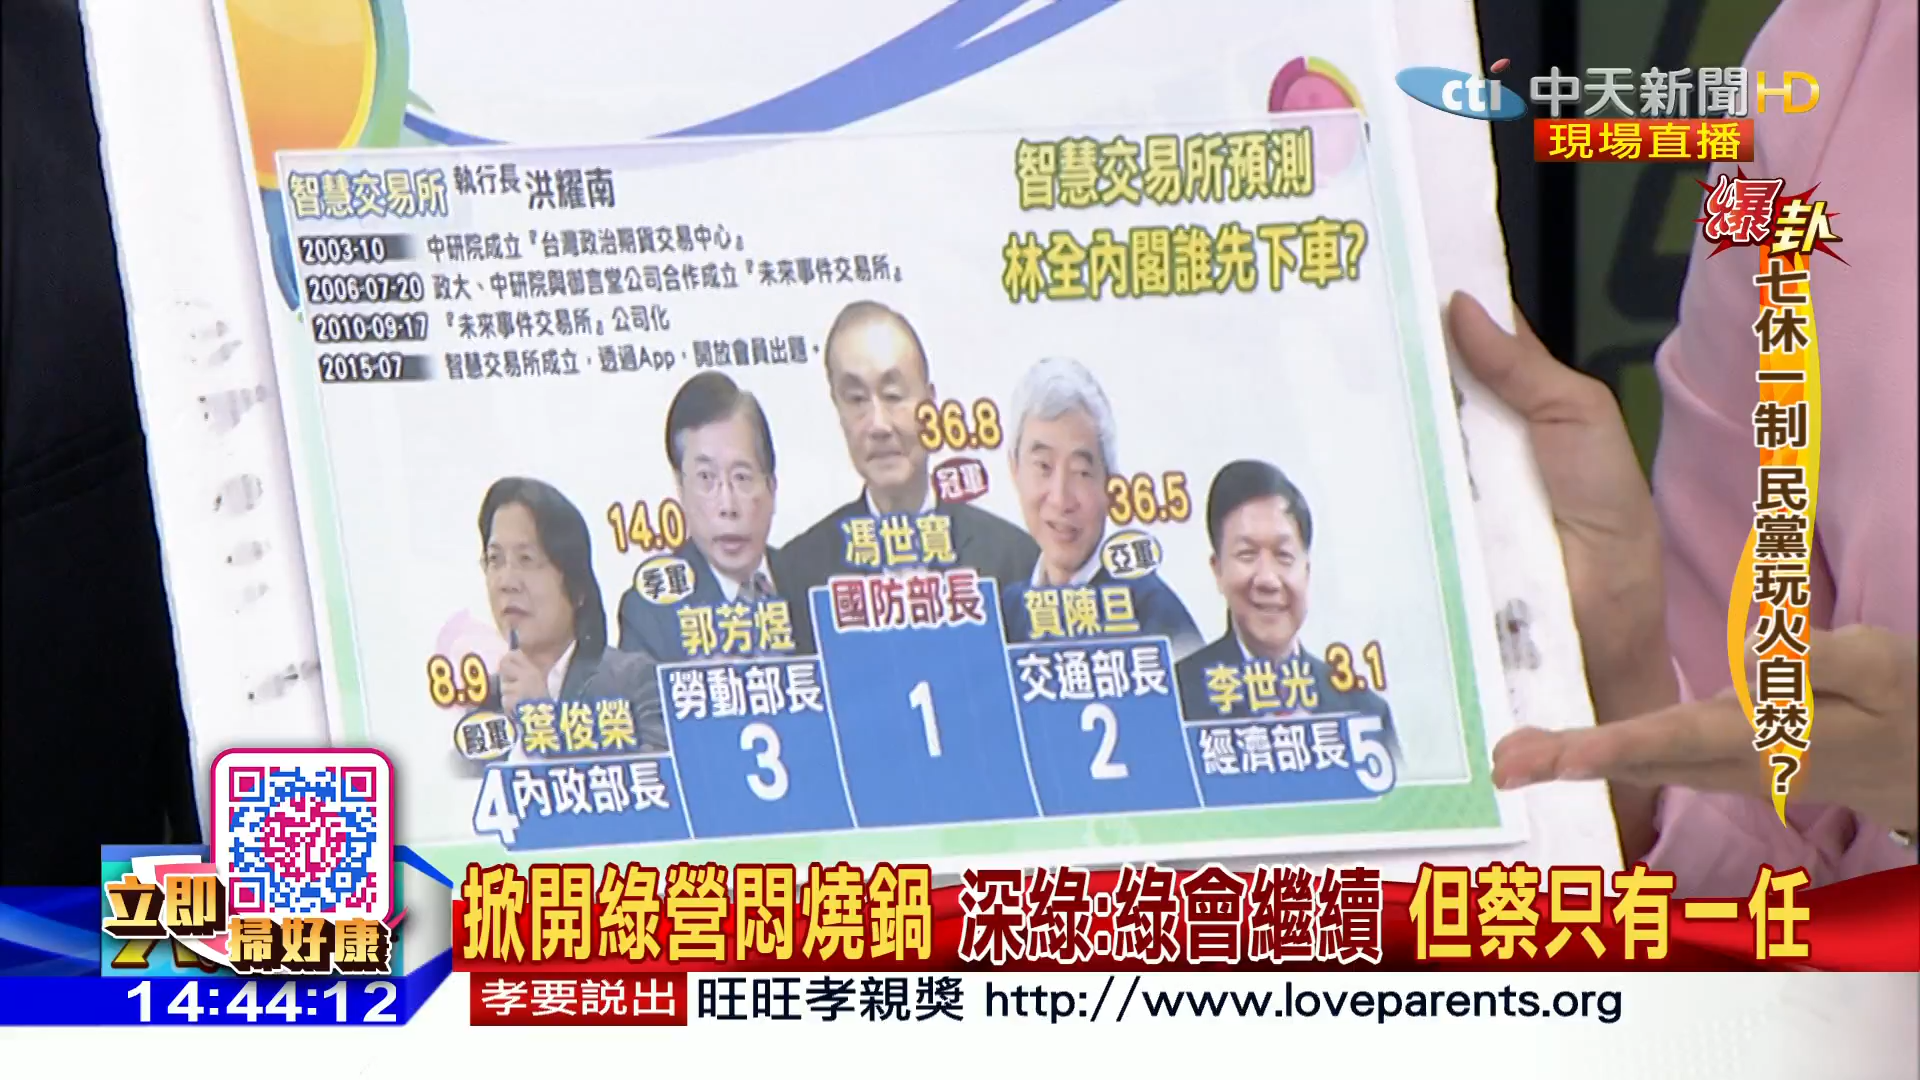 cti 中天新聞HD
現場直播
爆卦
七休一制 民黨玩火自焚？
智慧交易所 執行長 洪耀南
2003-10 中研院成立『台灣政治期貨交易中心』
2006-07-20 政大、中研院與御言堂公司合作成立『未來事件交易所』
2010-09-17 『未來事件交易所』公司化
2015-07 智慧交易所成立，透過App，開放會員出題。
智慧交易所預測
林全內閣誰先下車?
36.8
冠軍
馮世寬
國防部長
1
36.5
亞軍
賀陳旦
交通部長
2
14.0
季軍
郭芳煜
勞動部長
3
8.9
殿軍
葉俊榮
4內政部長
3.1
李世光
經濟部長5
立即
掃好康
14:44:12
掀開綠營悶燒鍋 深綠:綠會繼續 但蔡只有一任
孝要說出 旺旺孝親獎 http://www.loveparents.org